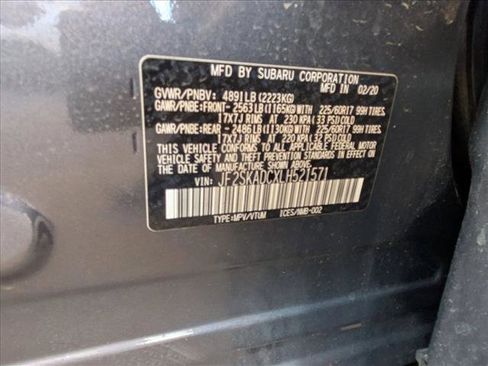 MFD BY SUBARU CORPORATION
GVWR/PNBV: 4891LB(2223KG) MFD IN 02/20
GAWR/PNBE:FRONT-2563LB(1165KG)WITH 225/60R17 99H TIRES
17X7J RIMS AT 230 KPA(33 PSI)COLD
GAWR/PNBE:REAR -2486LB(1130KG)WITH 225/60R17 99H TIRES
17X7J RIMS AT 220 KPA(32 PSI)COLD
THIS VEHICLE CONFORMS TO ALL APPLICABLE
FEDERAL MOTOR VEHICLE SAFETY, BUMPER,
AND THEFT PREVENTION STANDARDS IN EFFECT ON THE
DATE OF MANUFACTURE SHOWN ABOVE.
VIN: JF2SKADCXLH521571
TYPE:MPV/VTUM ICES/NMB-002